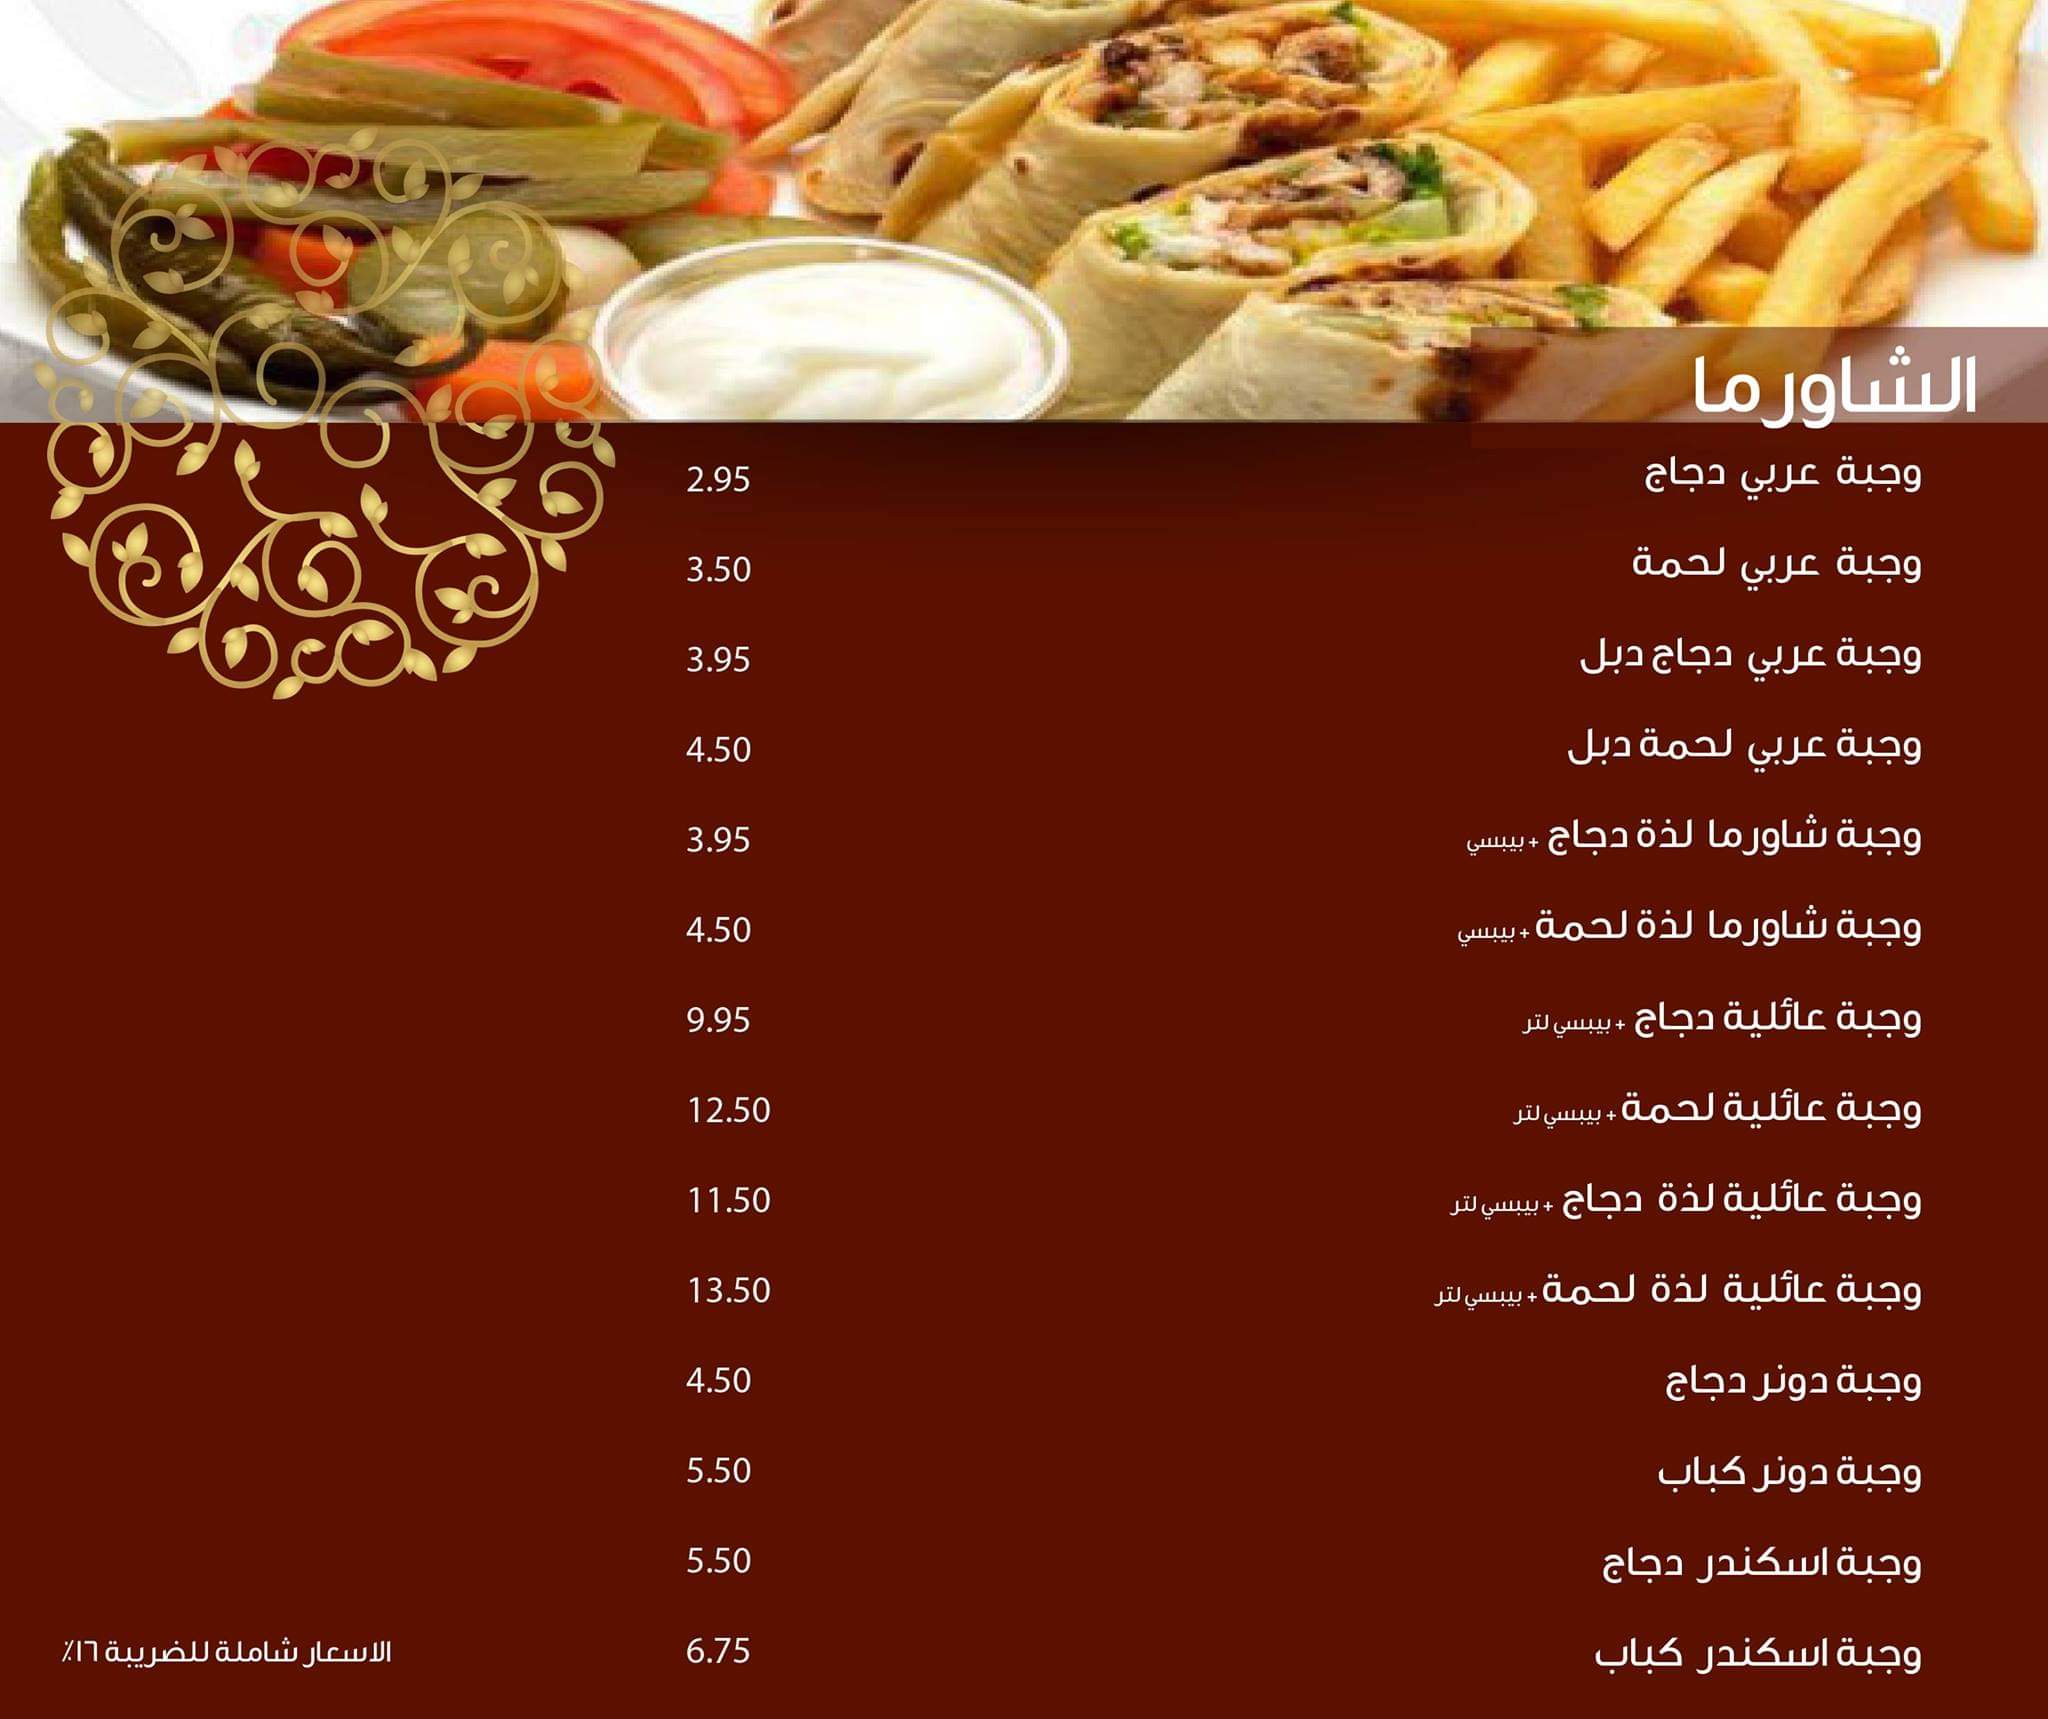 الشاورما
وجبة عربي دجاج 2.95
وجبة عربي لحمة 3.50
وجبة عربي دجاج دبل 3.95
وجبة عربي لحمة دبل 4.50
وجبة شاورما لذة دجاج + بيبسي 3.95
وجبة شاورما لذة لحمة + بيبسي 4.50
وجبة عائلية دجاج + بيبسي لتر 9.95
وجبة عائلية لحمة + بيبسي لتر 12.50
وجبة عائلية لذة دجاج + بيبسي لتر 11.50
وجبة عائلية لذة لحمة + بيبسي لتر 13.50
وجبة دونر دجاج 4.50
وجبة دونر كباب 5.50
وجبة اسكندر دجاج 5.50
وجبة اسكندر كباب 6.75
الاسعار شاملة للضريبة ١٦٪